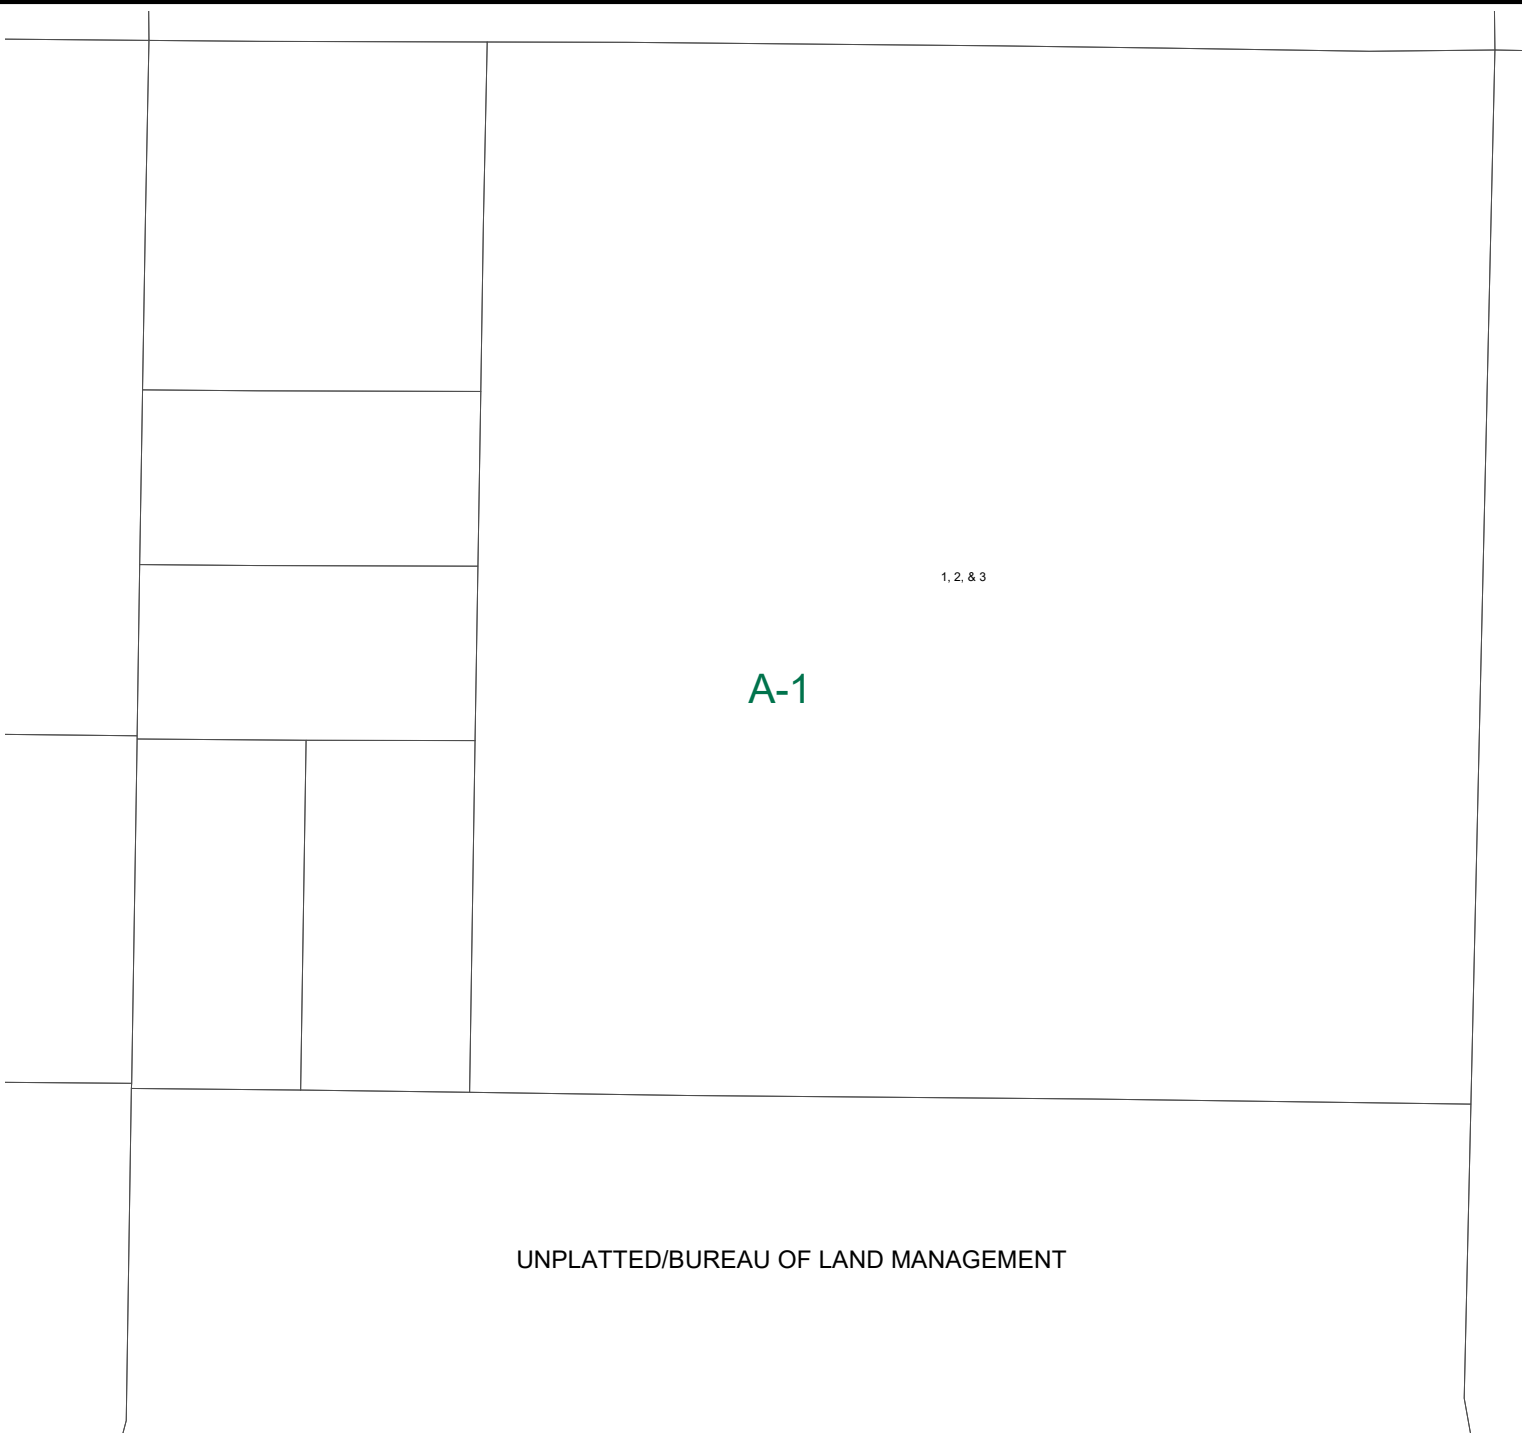 1, 2, & 3
A-1
UNPLATTED/BUREAU OF LAND MANAGEMENT